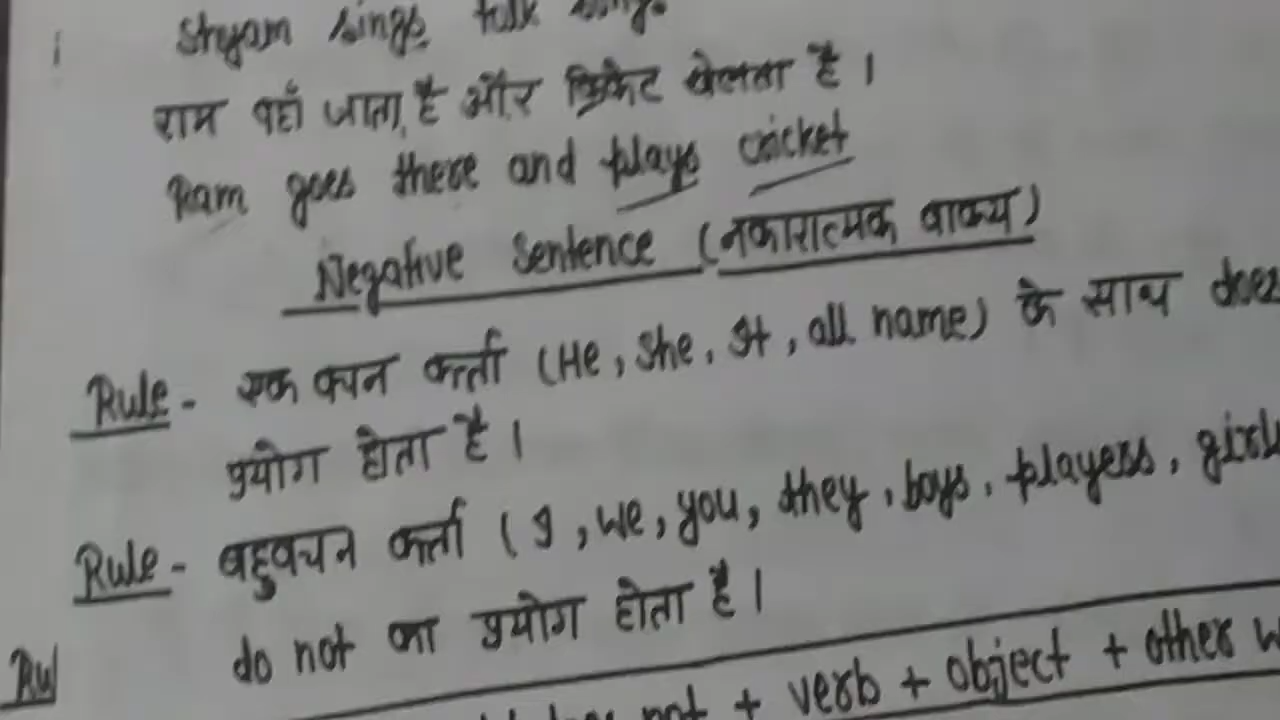 Shyam sings folk songs
राम वहाँ जाता है और क्रिकेट खेलता है ।
Ram goes there and plays cricket
Negative Sentence (नकारात्मक वाक्य)
Rule - एक वचन कर्ता (He, she, It, all name) के साथ does
प्रयोग होता है ।
Rule - बहुवचन कर्ता ( I, we, you, they, boys, players, girls
do not का प्रयोग होता है ।
Ru
not + verb + object + other w